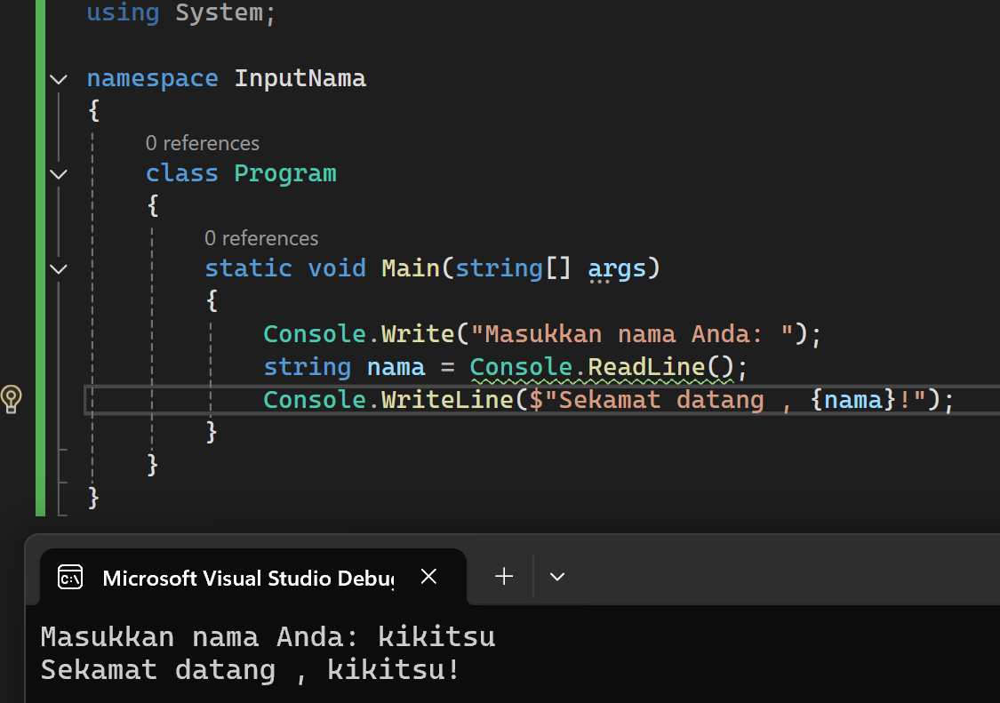 using System;
namespace InputNama
{
0 references
class Program
{
0 references
static void Main(string[] args)
{
Console.Write("Masukkan nama Anda: ");
string nama = Console.ReadLine();
Console.WriteLine($"Sekamat datang , {nama}!");
}
}
}
Microsoft Visual Studio Debug
Masukkan nama Anda: kikitsu
Sekamat datang , kikitsu!